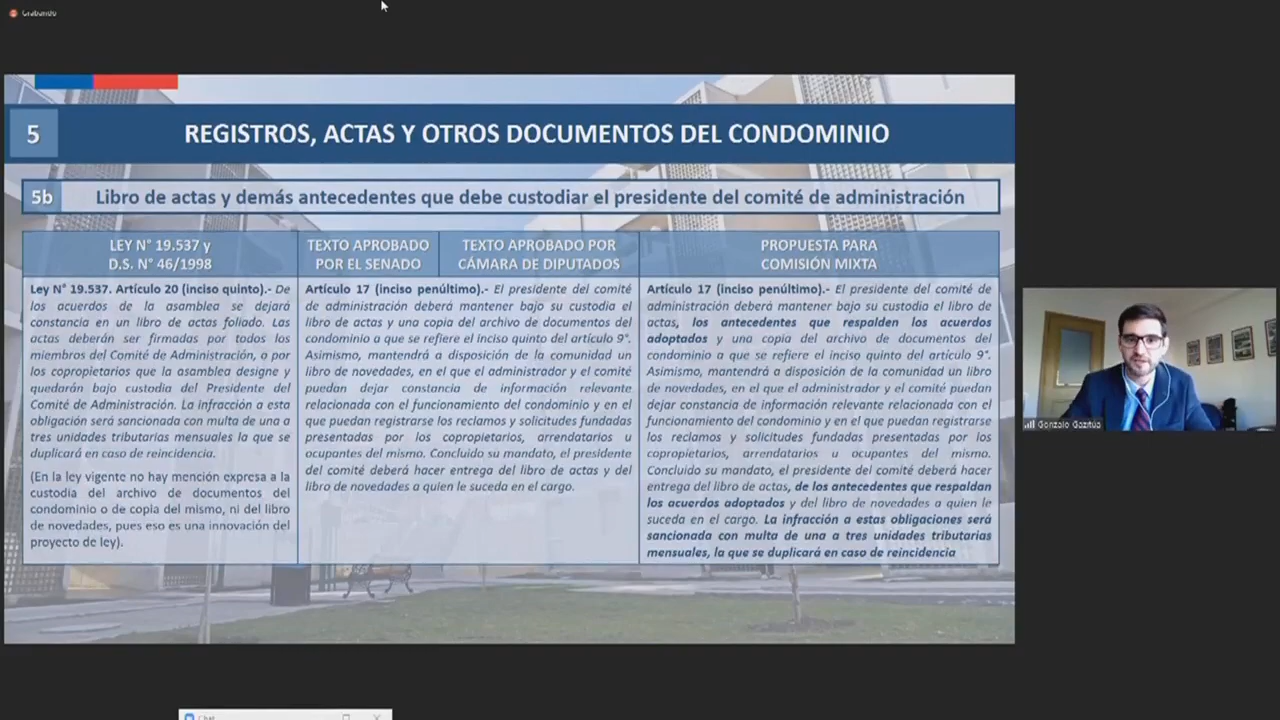 Grabando
5
REGISTROS, ACTAS Y OTROS DOCUMENTOS DEL CONDOMINIO
5b
Libro de actas y demás antecedentes que debe custodiar el presidente del comité de administración
LEY N° 19.537 y
D.S. N° 46/1998
TEXTO APROBADO
POR EL SENADO
TEXTO APROBADO POR
CÁMARA DE DIPUTADOS
PROPUESTA PARA
COMISIÓN MIXTA
Ley N° 19.537. Artículo 20 (inciso quinto).- De
los acuerdos de la asamblea se dejará
constancia en un libro de actas foliado. Las
actas deberán ser firmadas por todos los
miembros del Comité de Administración, o por
los copropietarios que la asamblea designe y
quedarán bajo custodia del Presidente del
Comité de Administración. La infracción a esta
obligación será sancionada con multa de una a
tres unidades tributarias mensuales la que se
duplicará en caso de reincidencia.
(En la ley vigente no hay mención expresa a la
custodia del archivo de documentos del
condominio o de copia del mismo, ni del libro
de novedades, pues eso es una innovación del
proyecto de ley).
Artículo 17 (inciso penúltimo).- El presidente del comité
de administración deberá mantener bajo su custodia el
libro de actas y una copia del archivo de documentos del
condominio a que se refiere el inciso quinto del artículo 9°.
Asimismo, mantendrá a disposición de la comunidad un
libro de novedades, en el que el administrador y el comité
puedan dejar constancia de información relevante
relacionada con el funcionamiento del condominio y en el
que puedan registrarse los reclamos y solicitudes fundadas
presentadas por los copropietarios, arrendatarios u
ocupantes del mismo. Concluido su mandato, el presidente
del comité deberá hacer entrega del libro de actas y del
libro de novedades a quien le suceda en el cargo.
Artículo 17 (inciso penúltimo).- El presidente del comité de
administración deberá mantener bajo su custodia el libro de
actas, los antecedentes que respalden los acuerdos
adoptados y una copia del archivo de documentos del
condominio a que se refiere el inciso quinto del artículo 9°.
Asimismo, mantendrá a disposición de la comunidad un libro
de novedades, en el que el administrador y el comité puedan
dejar constancia de información relevante relacionada con el
funcionamiento del condominio y en el que puedan registrarse
los reclamos y solicitudes fundadas presentadas por los
copropietarios, arrendatarios u ocupantes del mismo.
Concluido su mandato, el presidente del comité deberá hacer
entrega del libro de actas, de los antecedentes que respaldan
los acuerdos adoptados y del libro de novedades a quien le
suceda en el cargo. La infracción a estas obligaciones será
sancionada con multa de una a tres unidades tributarias
mensuales, la que se duplicará en caso de reincidencia
Gonzalo Gazitúa
Chat